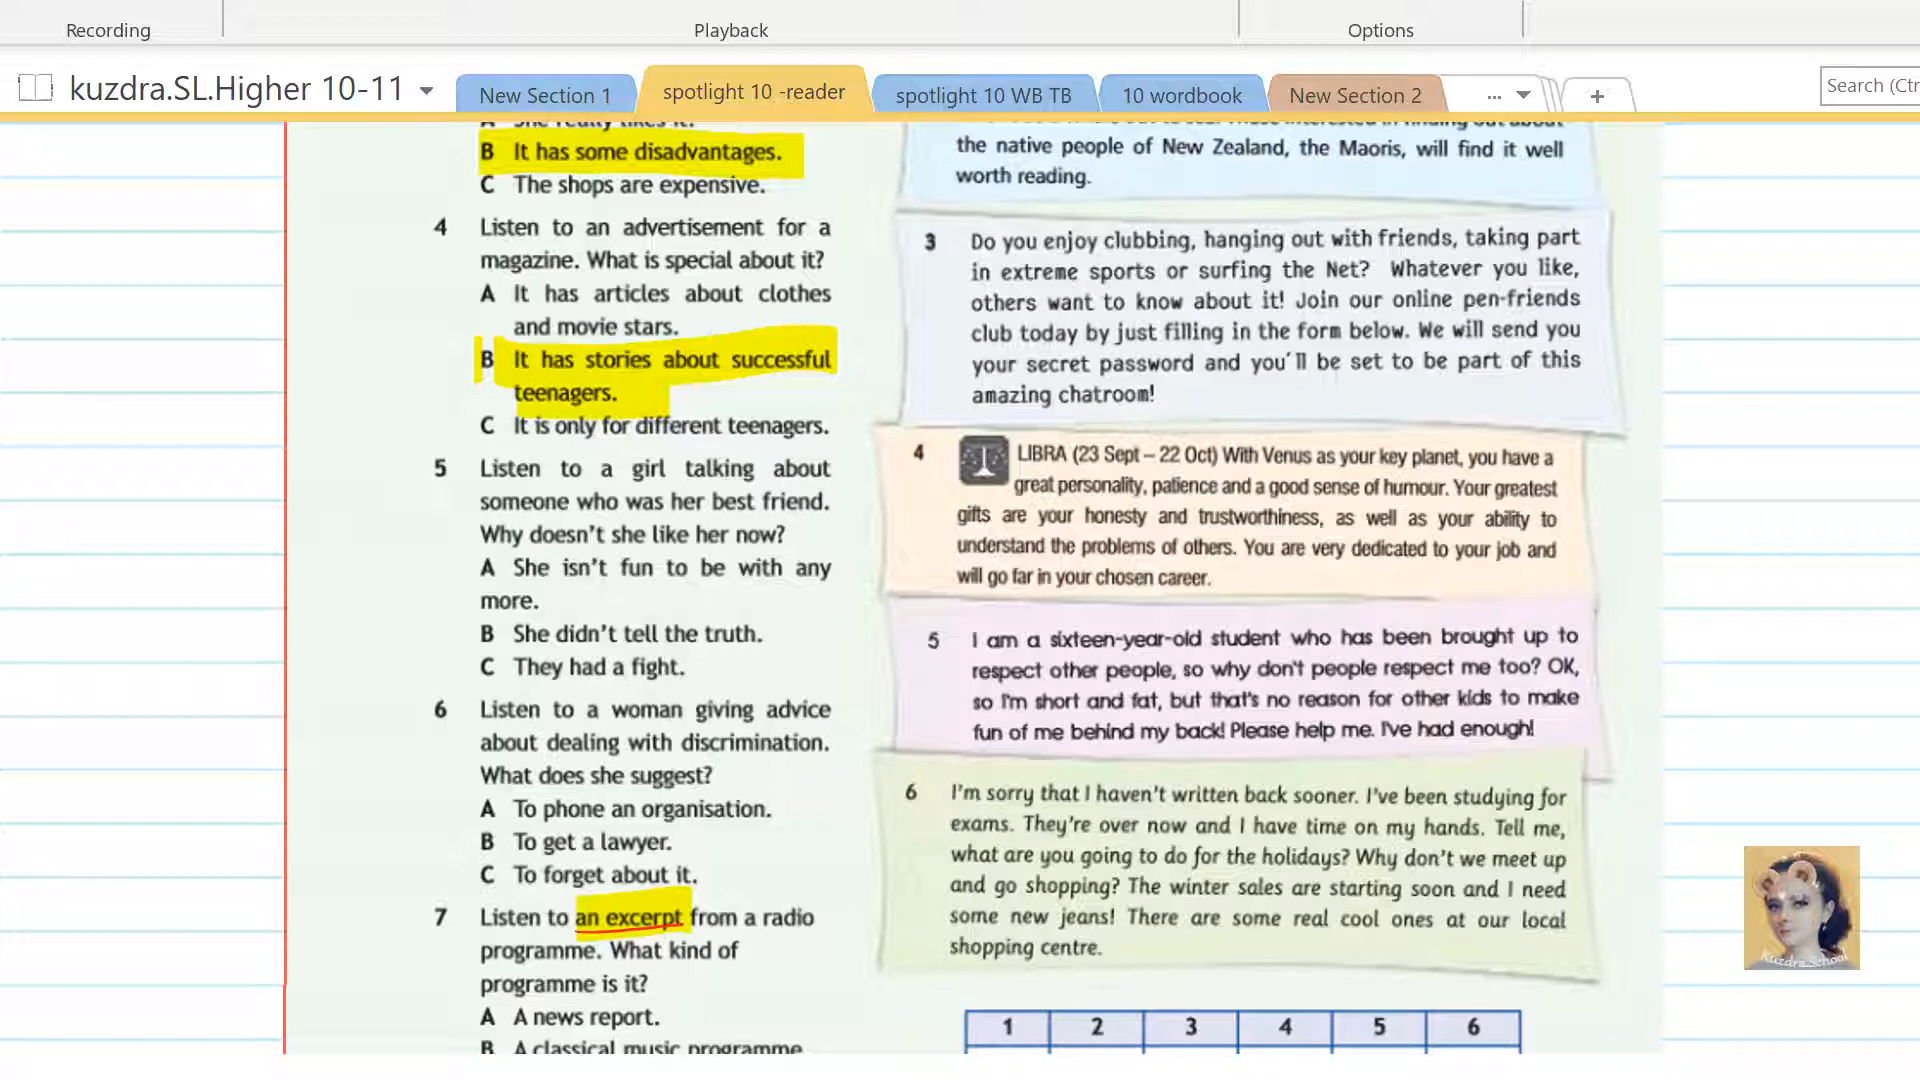 Recording
Playback
Options
kuzdra.SL.Higher 10-11
New Section 1
spotlight 10 -reader
spotlight 10 WB TB
10 wordbook
New Section 2
...
+
Search (Ctr
A She really likes it.
B It has some disadvantages.
C The shops are expensive.
4 Listen to an advertisement for a
magazine. What is special about it?
A It has articles about clothes
and movie stars.
B It has stories about successful
teenagers.
C It is only for different teenagers.
5 Listen to a girl talking about
someone who was her best friend.
Why doesn't she like her now?
A She isn't fun to be with any
more.
B She didn't tell the truth.
C They had a fight.
6 Listen to a woman giving advice
about dealing with discrimination.
What does she suggest?
A To phone an organisation.
B To get a lawyer.
C To forget about it.
7 Listen to an excerpt from a radio
programme. What kind of
programme is it?
A A news report.
B A classical music programme
the native people of New Zealand, the Maoris, will find it well
worth reading.
3 Do you enjoy clubbing, hanging out with friends, taking part
in extreme sports or surfing the Net? Whatever you like,
others want to know about it! Join our online pen-friends
club today by just filling in the form below. We will send you
your secret password and you'll be set to be part of this
amazing chatroom!
4 LIBRA (23 Sept – 22 Oct) With Venus as your key planet, you have a
great personality, patience and a good sense of humour. Your greatest
gifts are your honesty and trustworthiness, as well as your ability to
understand the problems of others. You are very dedicated to your job and
will go far in your chosen career.
5 I am a sixteen-year-old student who has been brought up to
respect other people, so why don't people respect me too? OK,
so I'm short and fat, but that's no reason for other kids to make
fun of me behind my back! Please help me. I've had enough!
6 I'm sorry that I haven't written back sooner. I've been studying for
exams. They're over now and I have time on my hands. Tell me,
what are you going to do for the holidays? Why don't we meet up
and go shopping? The winter sales are starting soon and I need
some new jeans! There are some real cool ones at our local
shopping centre.
1 2 3 4 5 6
Kuzdra.School